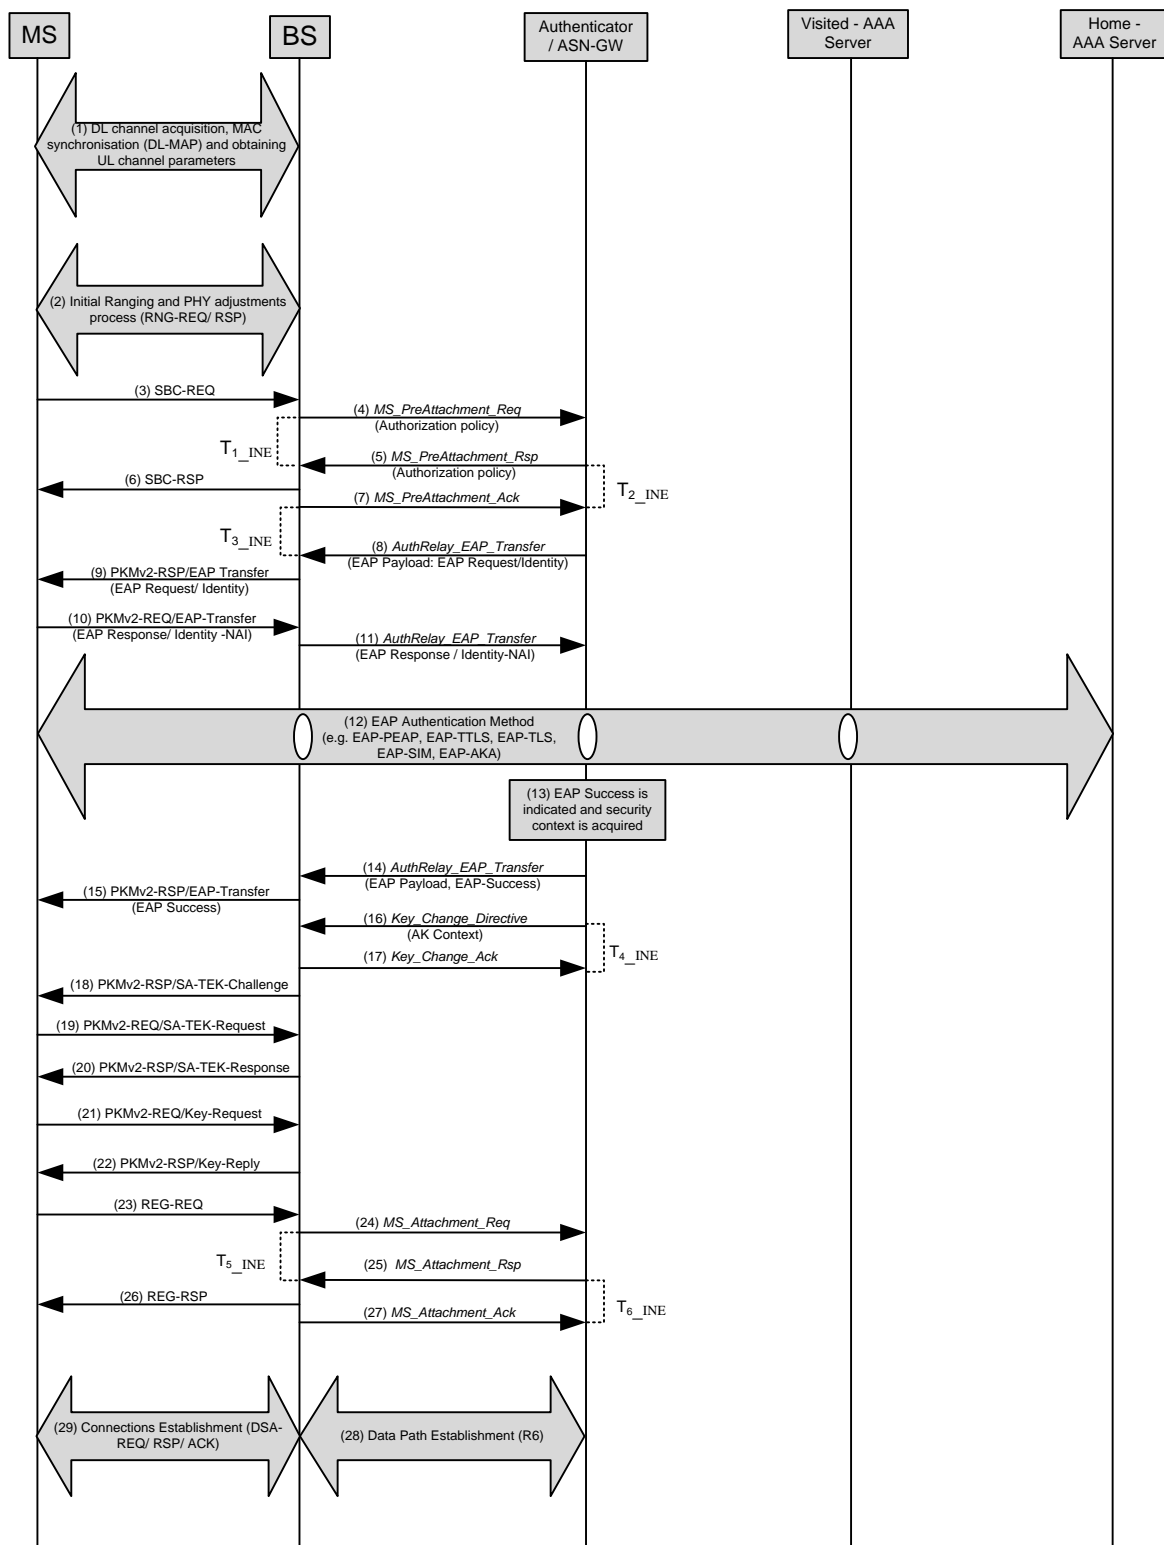 MS
BS
Authenticator
/ ASN-GW
Visited - AAA
Server
Home -
AAA Server
(1) DL channel acquisition, MAC
synchronisation (DL-MAP) and obtaining
UL channel parameters
(2) Initial Ranging and PHY adjustments
process (RNG-REQ/ RSP)
(3) SBC-REQ
(4) MS_PreAttachment_Req
(Authorization policy)
T1_INE
(5) MS_PreAttachment_Rsp
(Authorization policy)
(6) SBC-RSP
T2_INE
(7) MS_PreAttachment_Ack
T3_INE
(8) AuthRelay_EAP_Transfer
(EAP Payload: EAP Request/Identity)
(9) PKMv2-RSP/EAP Transfer
(EAP Request/ Identity)
(10) PKMv2-REQ/EAP-Transfer
(EAP Response/ Identity -NAI)
(11) AuthRelay_EAP_Transfer
(EAP Response / Identity-NAI)
(12) EAP Authentication Method
(e.g. EAP-PEAP, EAP-TTLS, EAP-TLS,
EAP-SIM, EAP-AKA)
(13) EAP Success is
indicated and security
context is acquired
(14) AuthRelay_EAP_Transfer
(EAP Payload, EAP-Success)
(15) PKMv2-RSP/EAP-Transfer
(EAP Success)
(16) Key_Change_Directive
(AK Context)
T4_INE
(17) Key_Change_Ack
(18) PKMv2-RSP/SA-TEK-Challenge
(19) PKMv2-REQ/SA-TEK-Request
(20) PKMv2-RSP/SA-TEK-Response
(21) PKMv2-REQ/Key-Request
(22) PKMv2-RSP/Key-Reply
(23) REG-REQ
(24) MS_Attachment_Req
T5_INE
(25) MS_Attachment_Rsp
(26) REG-RSP
T6_INE
(27) MS_Attachment_Ack
(29) Connections Establishment (DSA-
REQ/ RSP/ ACK)
(28) Data Path Establishment (R6)